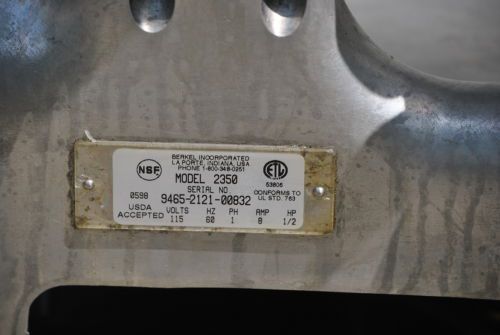 BERKEL INCORPORATED
LA PORTE, INDIANA, USA
PHONE 1-800-348-0251
NSF
MODEL 2350
SERIAL NO
9465-2121-00832
ETL
63806
CONFORMS TO
UL STD. 763
0598
USDA
ACCEPTED
VOLTS HZ PH AMP HP
115 60 1 8 1/2